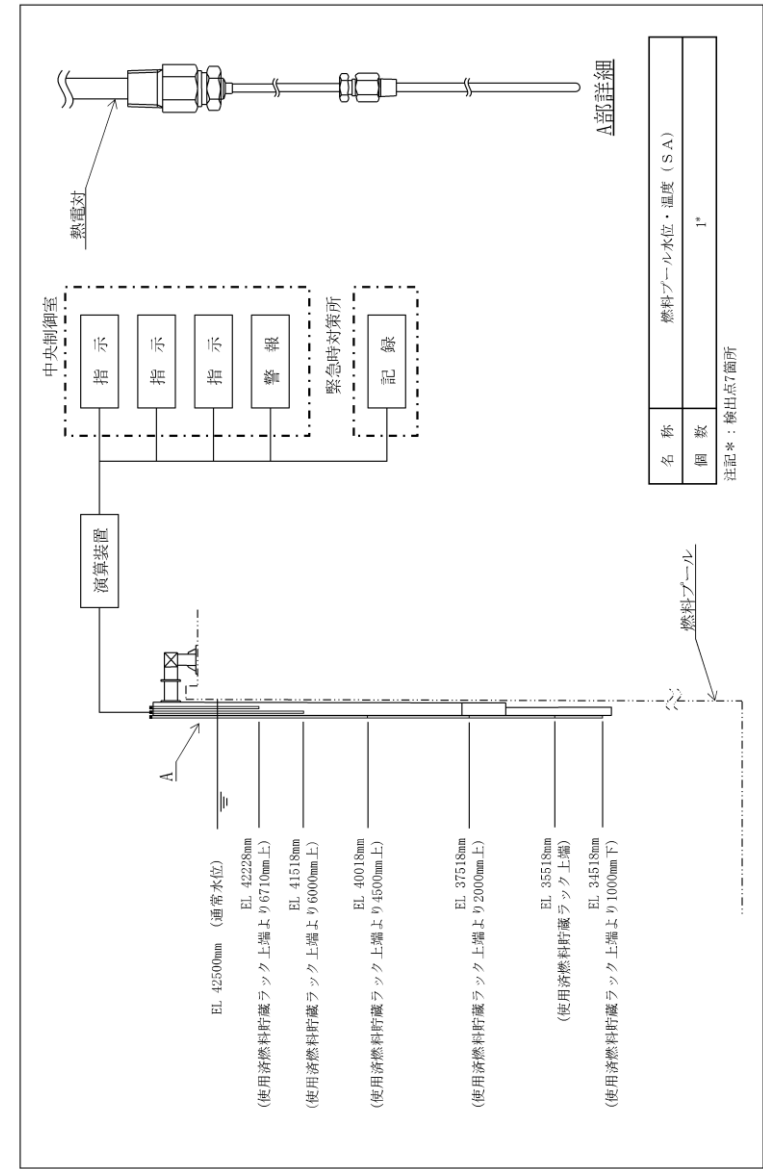 中央制御室
指 示
指 示
指 示
警 報
緊急時対策所
記 録
演算装置
熱電対
A部詳細
A
EL 42500mm (通常水位)
EL 42228mm
(使用済燃料貯蔵ラック上端より6710mm上)
EL 41518mm
(使用済燃料貯蔵ラック上端より6000mm上)
EL 40018mm
(使用済燃料貯蔵ラック上端より4500mm上)
EL 37518mm
(使用済燃料貯蔵ラック上端より2000mm上)
EL 35518mm
(使用済燃料貯蔵ラック上端)
EL 34518mm
(使用済燃料貯蔵ラック上端より1000mm下)
燃料プール
名 称 燃料プール水位・温度（SA）
個 数 1*
注記*：検出点7箇所